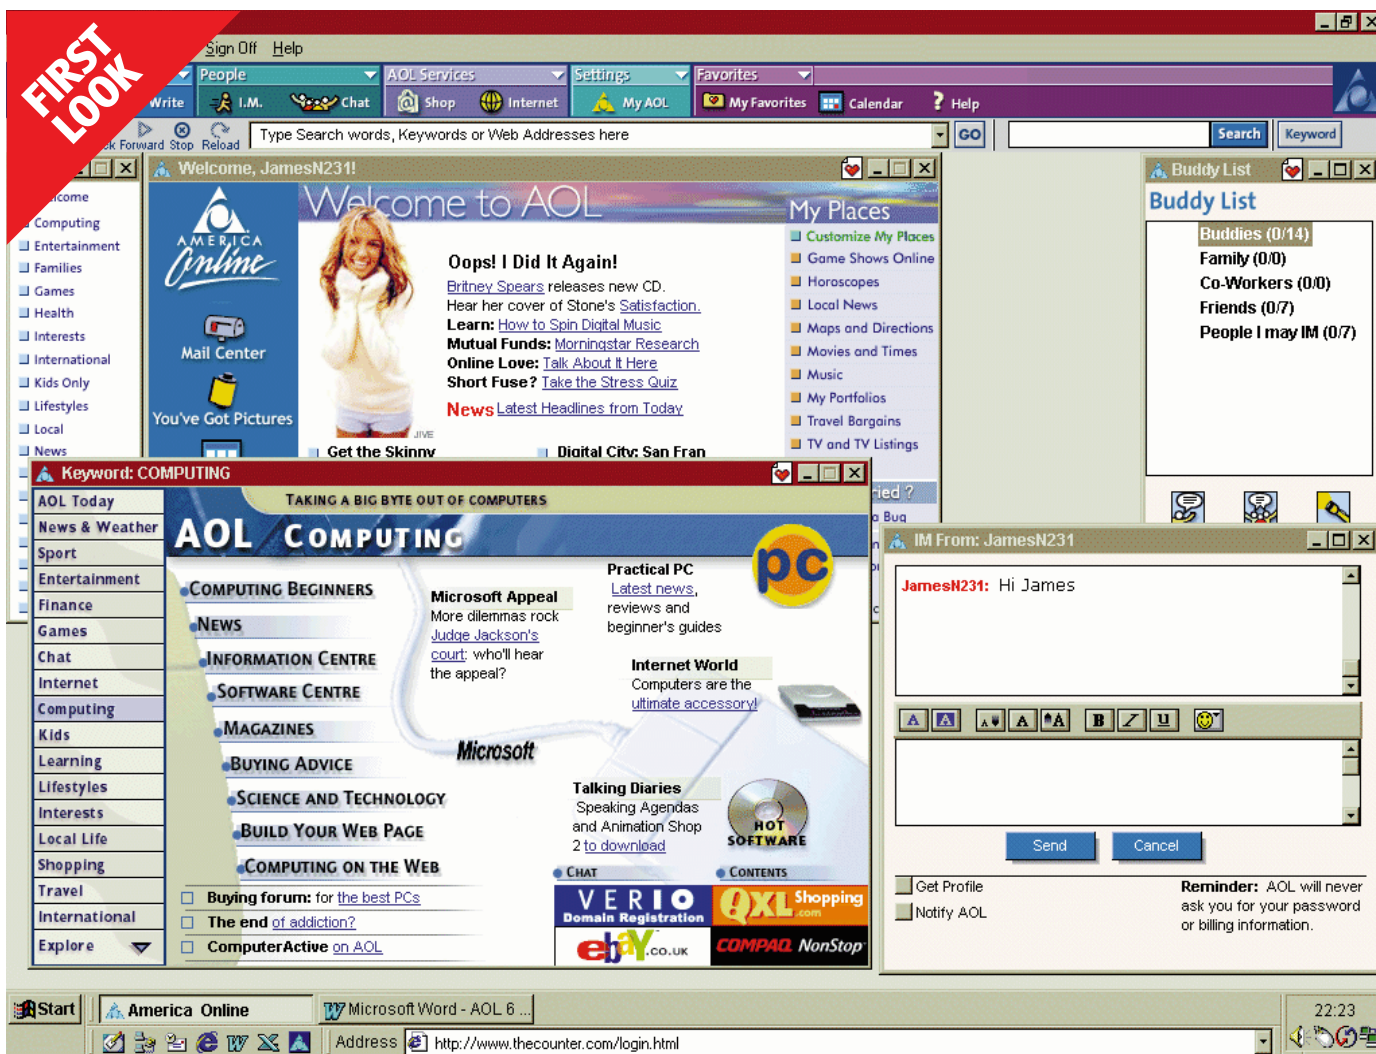 FIRST
LOOK
Sign Off Help
People AOL Services Settings Favorites
Write I.M. Chat Shop Internet My AOL My Favorites Calendar Help
Forward Stop Reload Type Search words, Keywords or Web Addresses here GO Search Keyword
Welcome, JamesN231!
Computing
Entertainment
Families
Games
Health
Interests
International
Kids Only
Lifestyles
Local
News
AMERICA
Online
Mail Center
You've Got Pictures
Welcome to AOL
Oops! I Did It Again!
Britney Spears releases new CD.
Hear her cover of Stone's Satisfaction.
Learn: How to Spin Digital Music
Mutual Funds: Morningstar Research
Online Love: Talk About It Here
Short Fuse? Take the Stress Quiz
News Latest Headlines from Today
JIVE
Get the Skinny Digital City: San Fran
My Places
Customize My Places
Game Shows Online
Horoscopes
Local News
Maps and Directions
Movies and Times
Music
My Portfolios
Travel Bargains
TV and TV Listings
ried ?
a Bug
Buddy List
Buddy List
Buddies (0/14)
Family (0/0)
Co-Workers (0/0)
Friends (0/7)
People I may IM (0/7)
Keyword: COMPUTING
AOL Today
News & Weather
Sport
Entertainment
Finance
Games
Chat
Internet
Computing
Kids
Learning
Lifestyles
Interests
Local Life
Shopping
Travel
International
Explore
TAKING A BIG BYTE OUT OF COMPUTERS
AOL COMPUTING
pc
COMPUTING BEGINNERS
NEWS
INFORMATION CENTRE
SOFTWARE CENTRE
MAGAZINES
BUYING ADVICE
SCIENCE AND TECHNOLOGY
BUILD YOUR WEB PAGE
COMPUTING ON THE WEB
Microsoft Appeal
More dilemmas rock
Judge Jackson's
court: who'll hear
the appeal?
Microsoft
Practical PC
Latest news,
reviews and
beginner's guides
Internet World
Computers are the
ultimate accessory!
Talking Diaries
Speaking Agendas
and Animation Shop
2 to download
HOT
SOFTWARE
Buying forum: for the best PCs
The end of addiction?
ComputerActive on AOL
CHAT CONTENTS
VERIO
Domain Registration
QXL Shopping
.com
ebaY.CO.UK
COMPAQ NonStop
IM From: JamesN231
JamesN231: Hi James
A A A A A B I U
Send Cancel
Get Profile
Notify AOL
Reminder: AOL will never
ask you for your password
or billing information.
Start America Online Microsoft Word - AOL 6 ... 22:23
Address http://www.thecounter.com/login.html